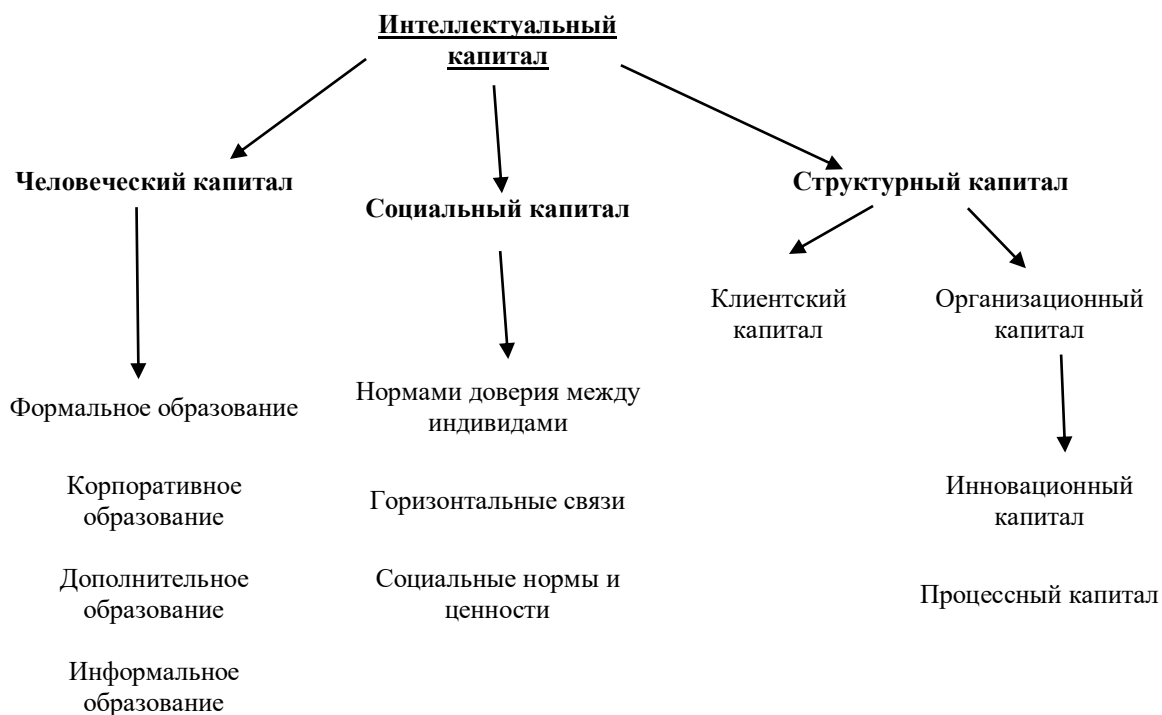 Интеллектуальный
капитал
Человеческий капитал
Социальный капитал
Структурный капитал
Клиентский
капитал
Организационный
капитал
Формальное образование
Нормами доверия между
индивидами
Корпоративное
образование
Горизонтальные связи
Инновационный
капитал
Дополнительное
образование
Социальные нормы и
ценности
Процессный капитал
Информальное
образование